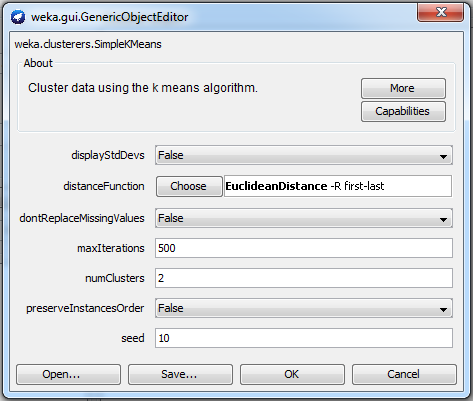 weka.gui.GenericObjectEditor
weka.clusterers.SimpleKMeans
About
Cluster data using the k means algorithm.
More
Capabilities
displayStdDevs False
distanceFunction Choose EuclideanDistance -R first-last
dontReplaceMissingValues False
maxIterations 500
numClusters 2
preserveInstancesOrder False
seed 10
Open... Save... OK Cancel